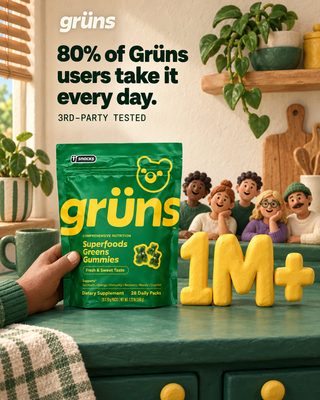 grüns
80% of Grüns
users take it
every day.
3RD-PARTY TESTED
SNACKS
grüns
COMPREHENSIVE NUTRITION
Superfoods
Greens
Gummies
Fresh & Sweet Taste
Supports:
Dietary Supplement
28 Daily Packs
1M+